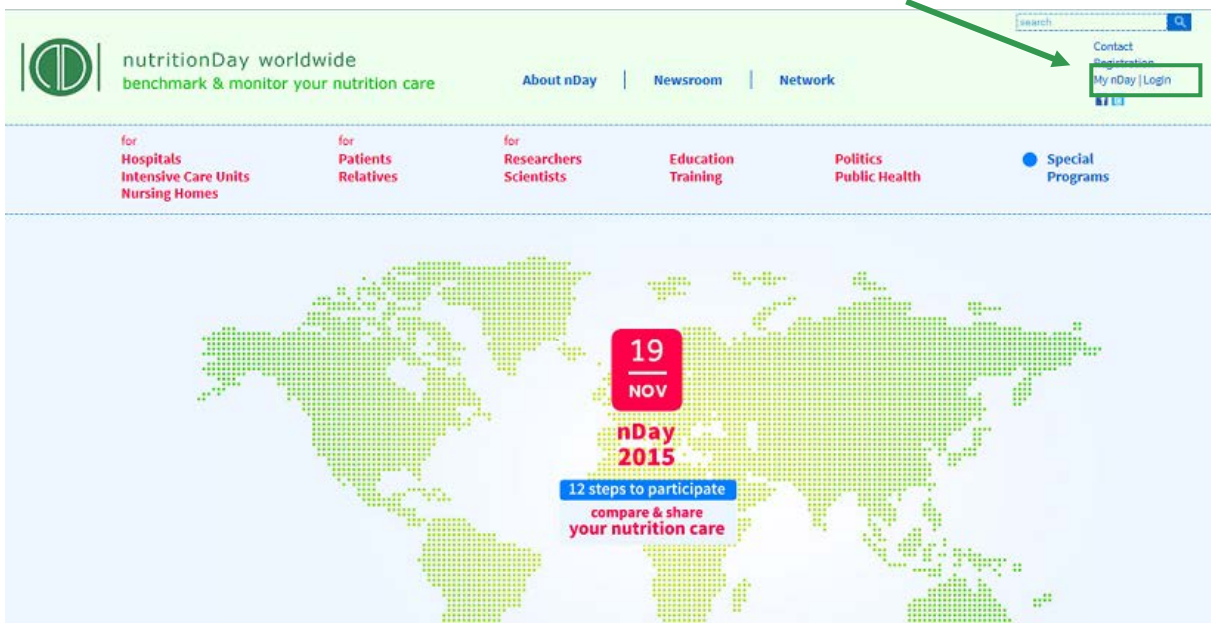 search
Contact
Registration
My nDay | Login
nutritionDay worldwide
benchmark & monitor your nutrition care
About nDay | Newsroom | Network
for
Hospitals
Intensive Care Units
Nursing Homes
for
Patients
Relatives
for
Researchers
Scientists
Education
Training
Politics
Public Health
Special
Programs
19
NOV
nDay
2015
12 steps to participate
compare & share
your nutrition care